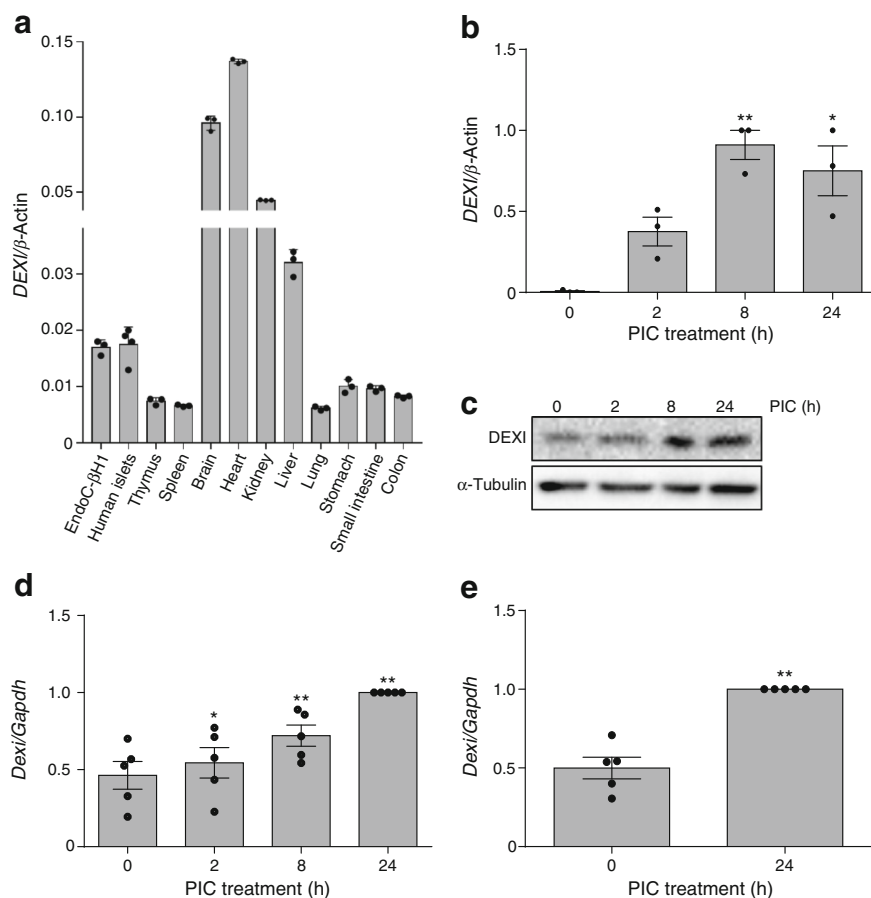 a
DEXI/β-Actin
0.15
0.10
0.05
0.03
0.02
0.01
0
EndoC-βH1
Human islets
Thymus
Spleen
Brain
Heart
Kidney
Liver
Lung
Stomach
Small intestine
Colon
b
DEXI/β-Actin
1.5
1.0
0.5
0
**
*
0 2 8 24
PIC treatment (h)
c
0 2 8 24 PIC (h)
DEXI
α-Tubulin
d
Dexi/Gapdh
1.5
1.0
0.5
0
*
**
**
0 2 8 24
PIC treatment (h)
e
Dexi/Gapdh
1.5
1.0
0.5
0
**
0 24
PIC treatment (h)